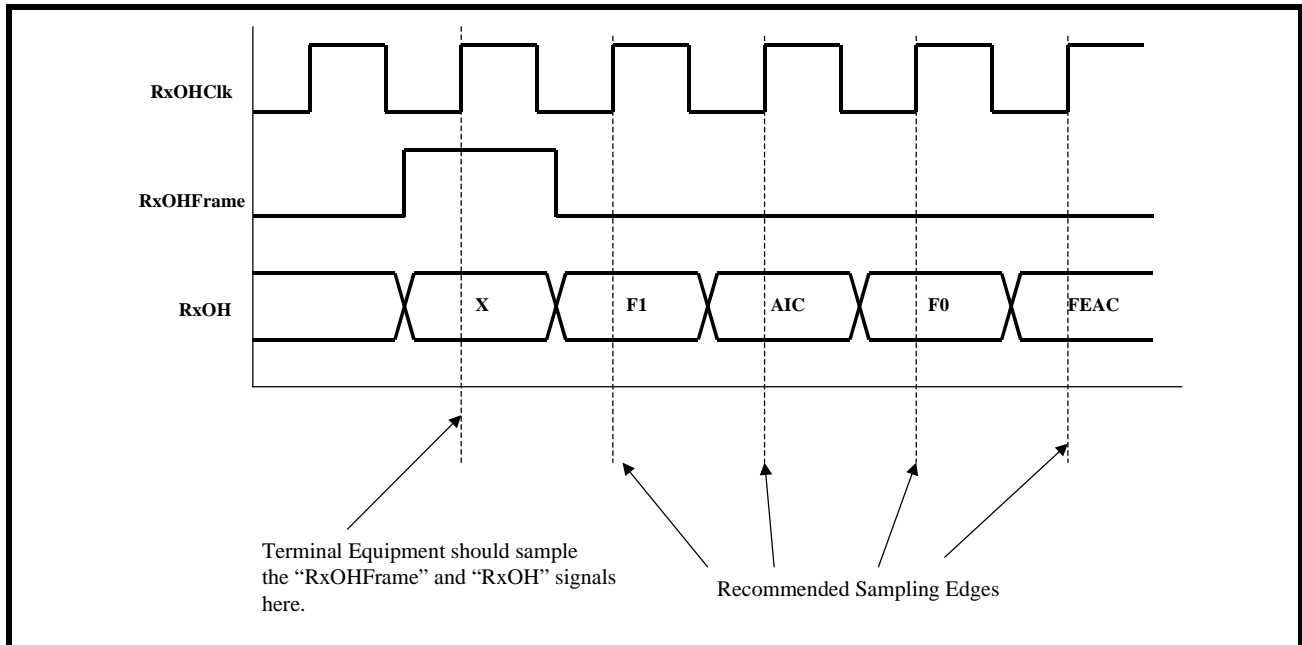 RxOHClk
RxOHFrame
RxOH
X
F1
AIC
F0
FEAC
Terminal Equipment should sample
the “RxOHFrame” and “RxOH” signals
here.
Recommended Sampling Edges